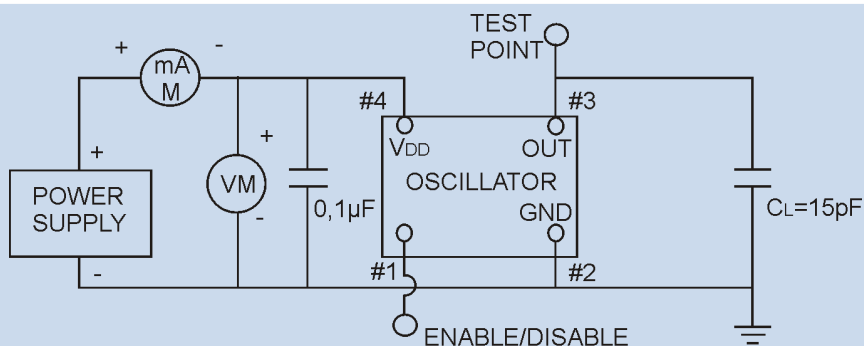 TEST
POINT
+ -
mA
M
#4 #3
+
VDD OUT
+
POWER
SUPPLY
VM
0,1µF
OSCILLATOR
GND
CL=15pF
-
-
#1 #2
ENABLE/DISABLE